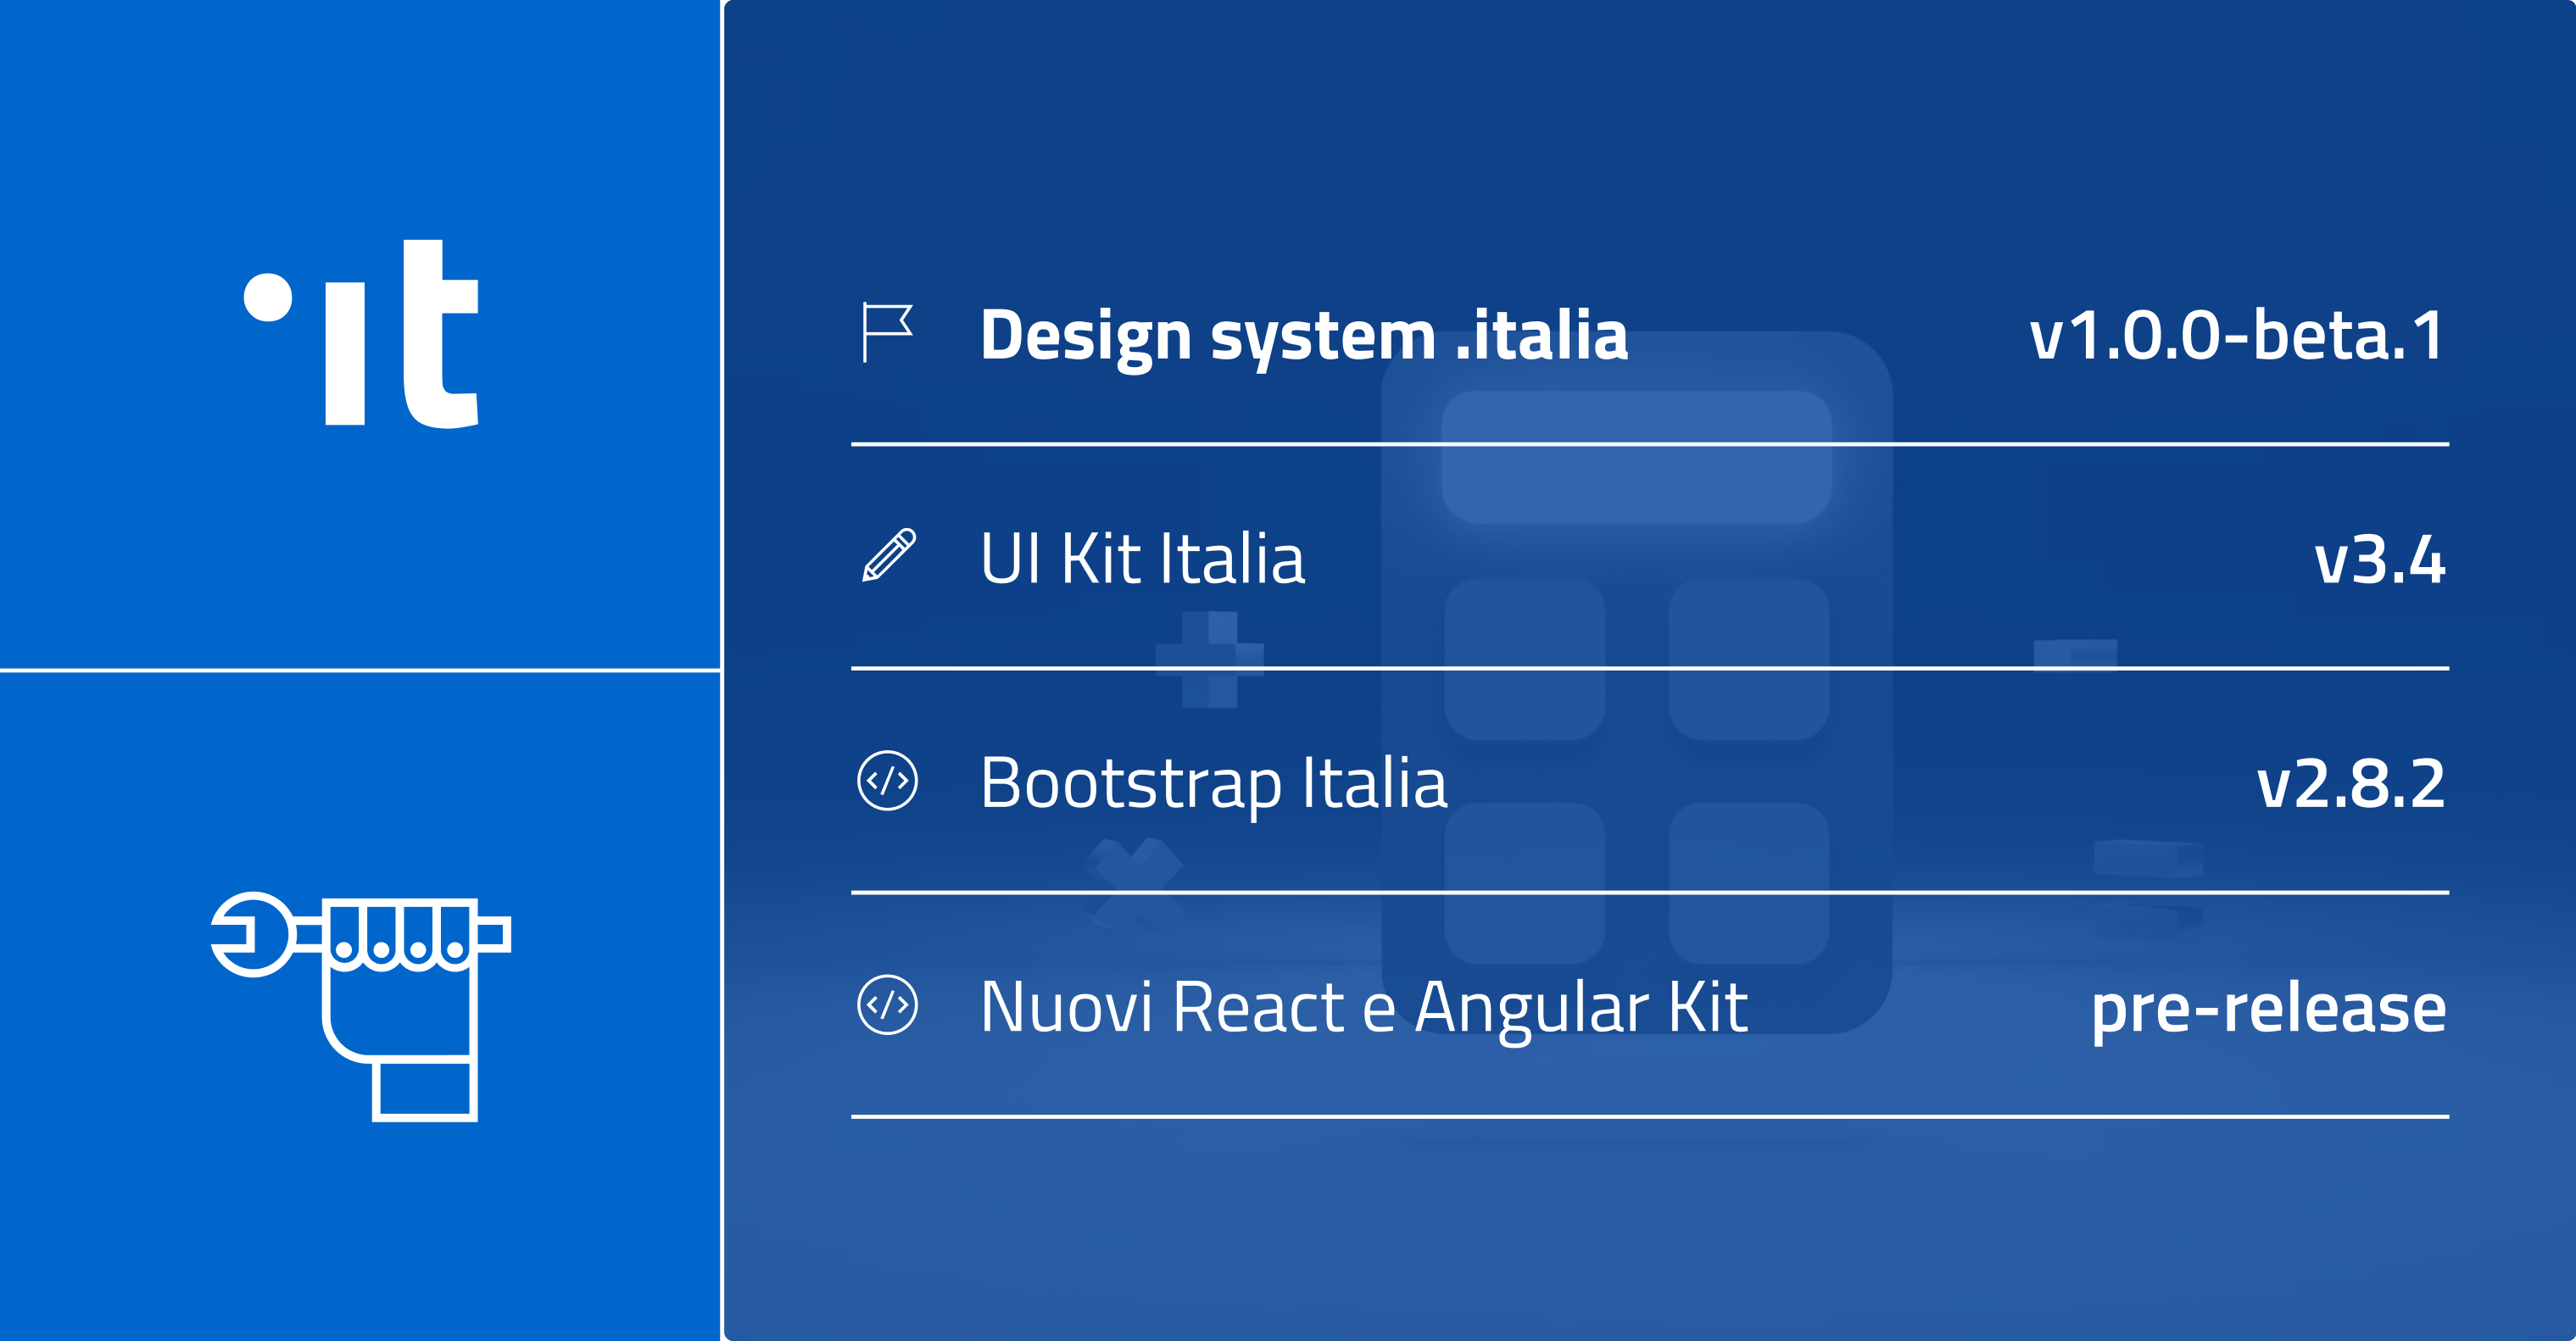 .it
Design system .italia v1.0.0-beta.1
UI Kit Italia v3.4
Bootstrap Italia v2.8.2
Nuovi React e Angular Kit pre-release